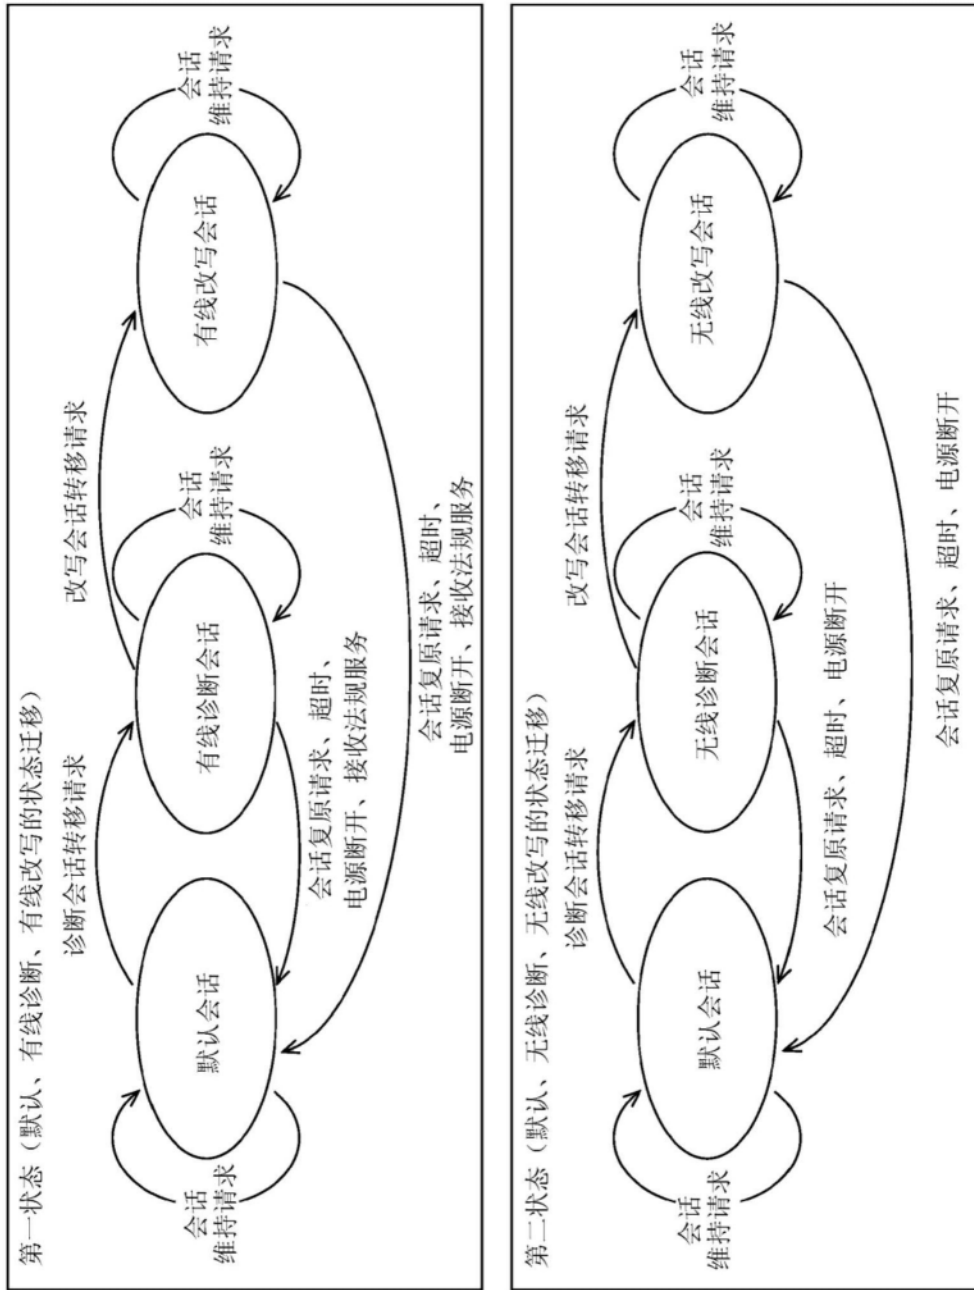 第一状态（默认、有线诊断、有线改写的状态迁移）
诊断会话转移请求
改写会话转移请求
会话
维持请求
默认会话
有线诊断会话
会话
维持请求
有线改写会话
会话
维持请求
会话复原请求、超时、
电源断开、接收法规服务
会话复原请求、超时、
电源断开、接收法规服务
第二状态（默认、无线诊断、无线改写的状态迁移）
诊断会话转移请求
改写会话转移请求
会话
维持请求
默认会话
无线诊断会话
会话
维持请求
无线改写会话
会话
维持请求
会话复原请求、超时、电源断开
会话复原请求、超时、电源断开